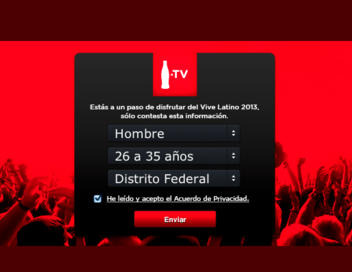 .TV
Estás a un paso de disfrutar del Vive Latino 2013,
sólo contesta esta información.
Hombre
26 a 35 años
Distrito Federal
He leído y acepto el Acuerdo de Privacidad.
Enviar